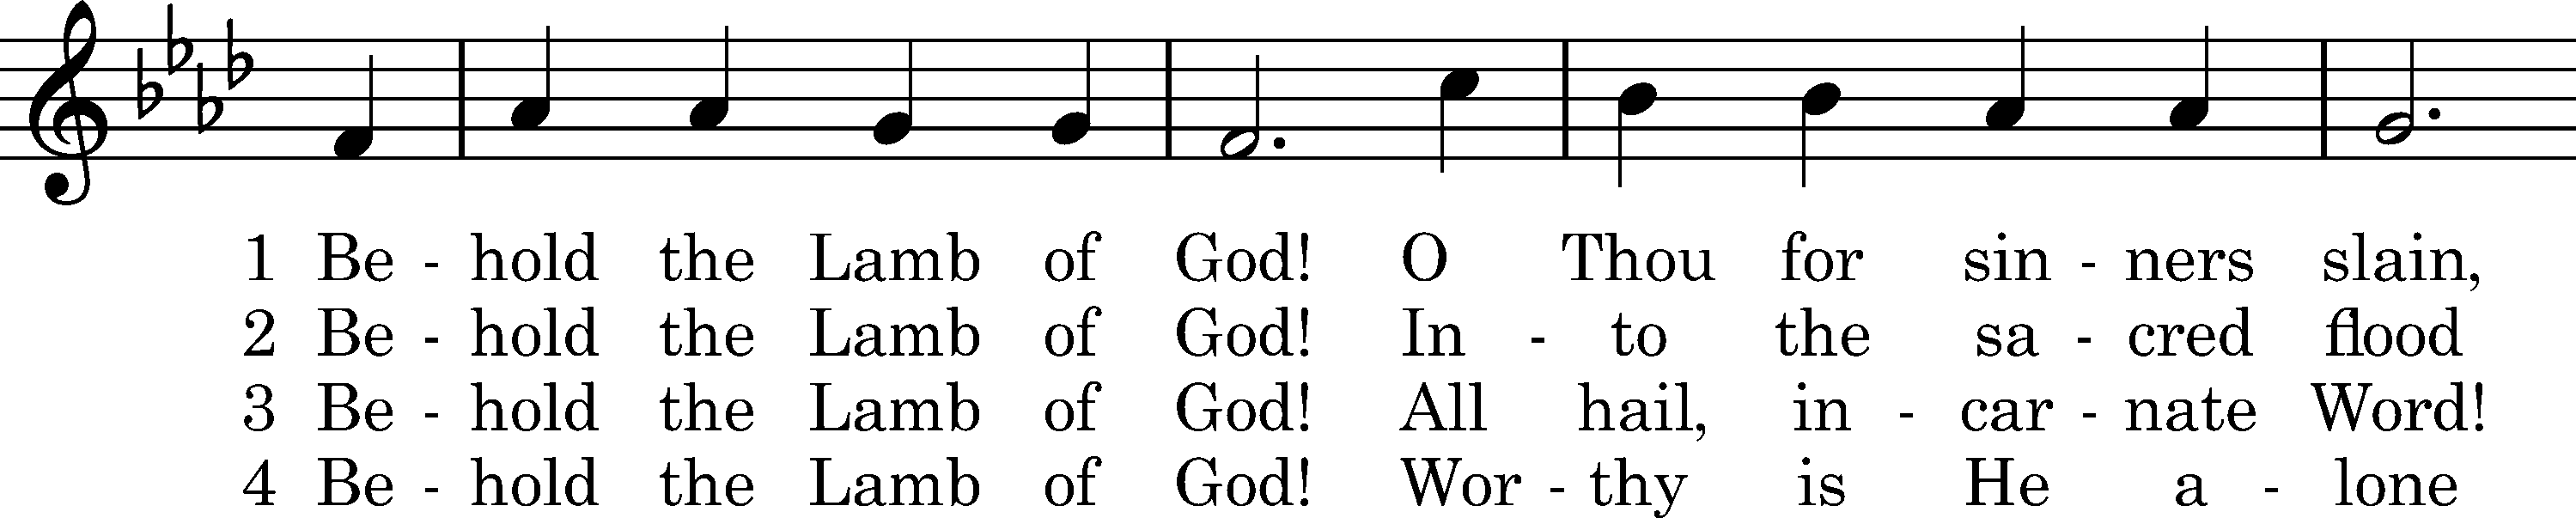 1 Be - hold the Lamb of God! O Thou for sin - ners slain,
2 Be - hold the Lamb of God! In - to the sa - cred flood
3 Be - hold the Lamb of God! All hail, in - car - nate Word!
4 Be - hold the Lamb of God! Wor - thy is He a - lone